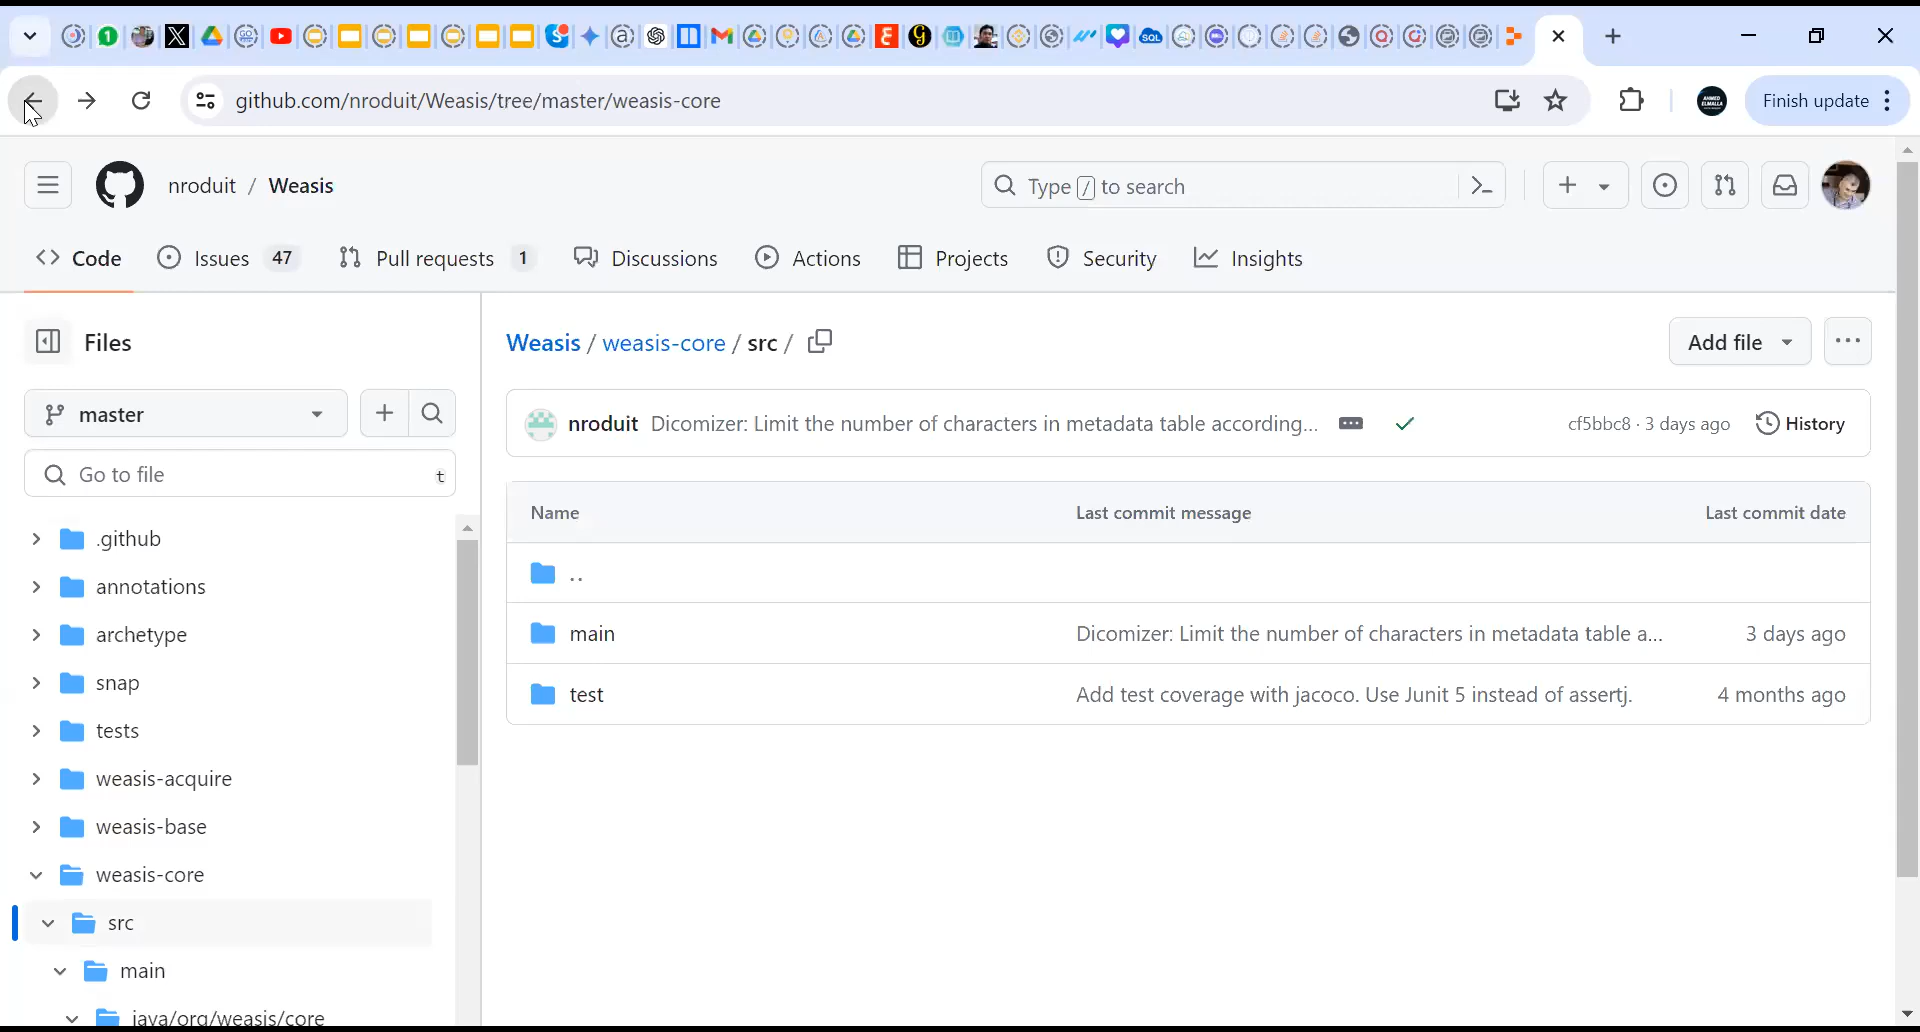 1
github.com/nroduit/Weasis/tree/master/weasis-core
Finish update
nroduit / Weasis
Type / to search
Code
Issues 47
Pull requests 1
Discussions
Actions
Projects
Security
Insights
Files
Weasis / weasis-core / src /
Add file
master
nroduit Dicomizer: Limit the number of characters in metadata table according...
cf5bbc8 · 3 days ago
History
Go to file
t
Name
Last commit message
Last commit date
..
main
Dicomizer: Limit the number of characters in metadata table a...
3 days ago
test
Add test coverage with jacoco. Use Junit 5 instead of assertj.
4 months ago
.github
annotations
archetype
snap
tests
weasis-acquire
weasis-base
weasis-core
src
main
java/org/weasis/core